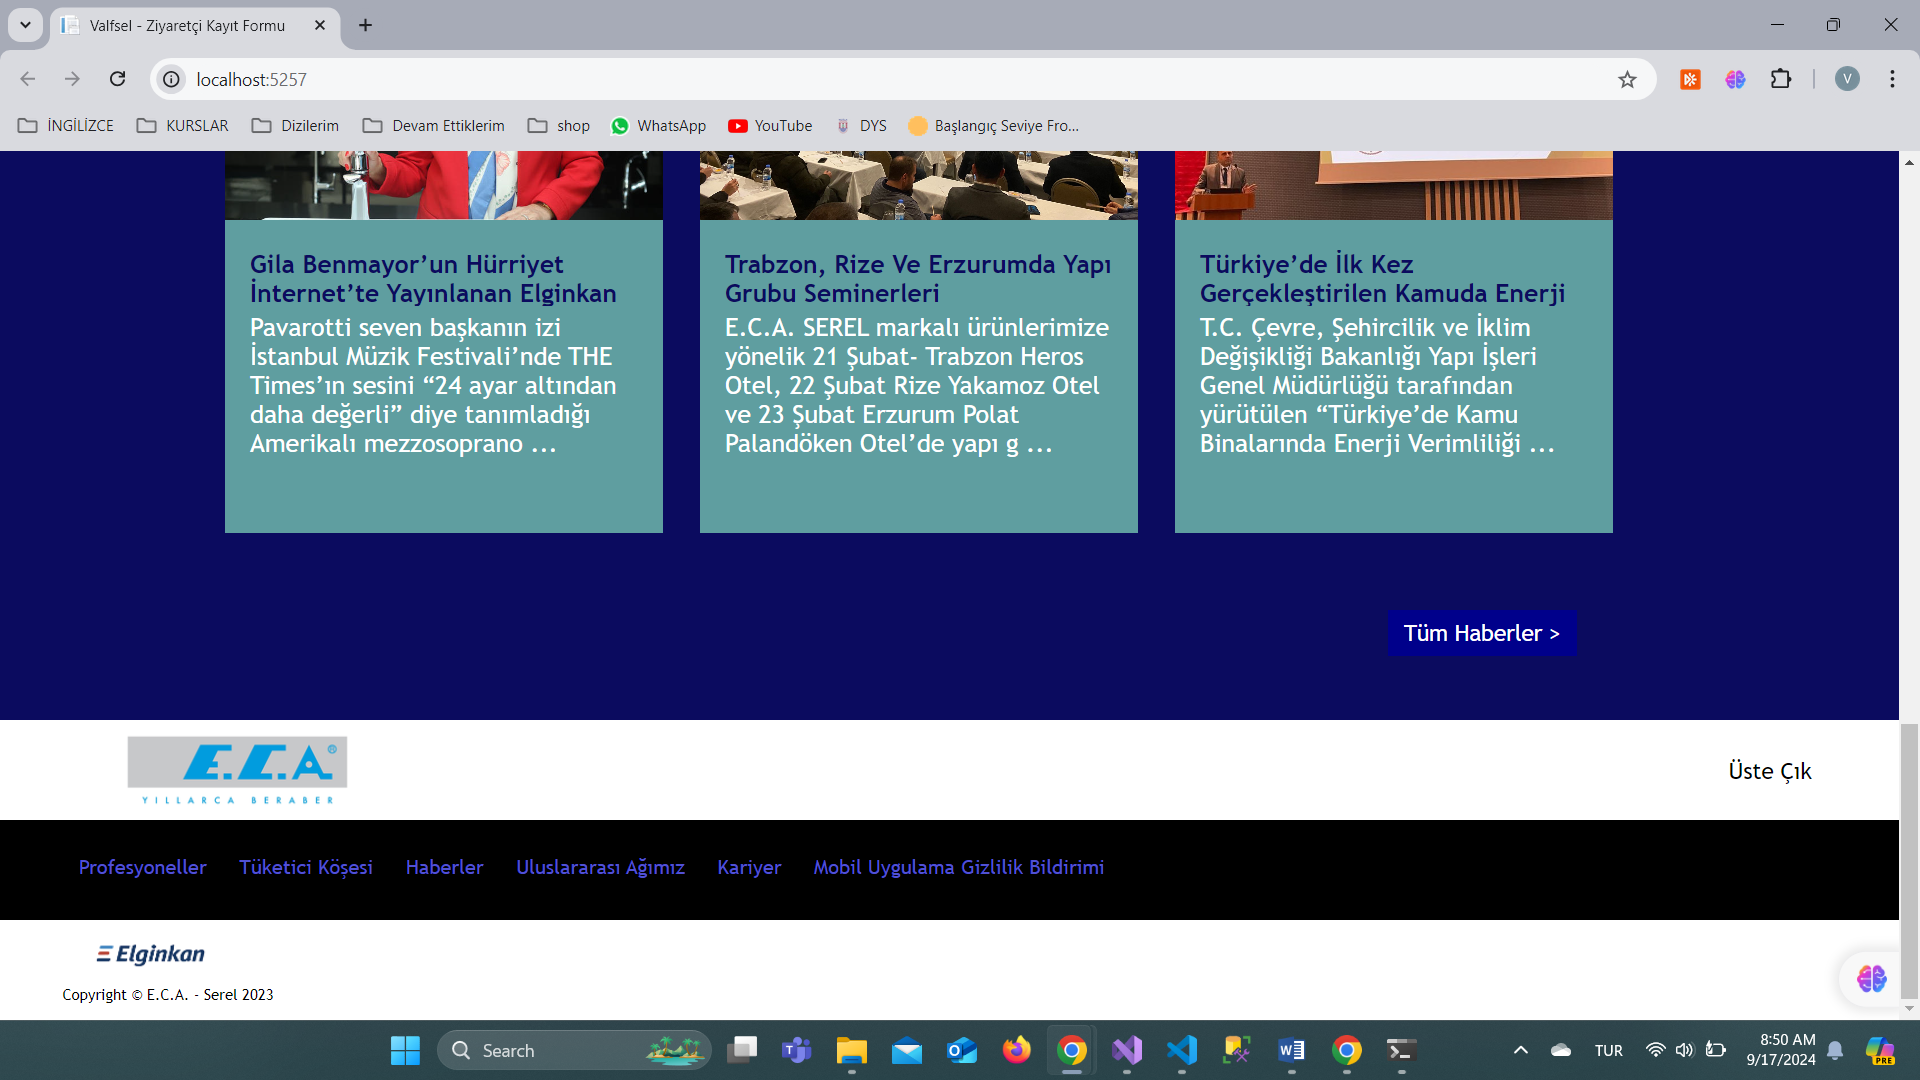 Valfsel - Ziyaretçi Kayıt Formu
localhost:5257
V
İNGİLİZCE
KURSLAR
Dizilerim
Devam Ettiklerim
shop
WhatsApp
YouTube
DYS
Başlangıç Seviye Fro...
Gila Benmayor’un Hürriyet
İnternet’te Yayınlanan Elginkan
Pavarotti seven başkanın izi
İstanbul Müzik Festivali’nde THE
Times’ın sesini “24 ayar altından
daha değerli” diye tanımladığı
Amerikalı mezzosoprano ...
Trabzon, Rize Ve Erzurumda Yapı
Grubu Seminerleri
E.C.A. SEREL markalı ürünlerimize
yönelik 21 Şubat- Trabzon Heros
Otel, 22 Şubat Rize Yakamoz Otel
ve 23 Şubat Erzurum Polat
Palandöken Otel’de yapı g ...
Türkiye’de İlk Kez
Gerçekleştirilen Kamuda Enerji
T.C. Çevre, Şehircilik ve İklim
Değişikliği Bakanlığı Yapı İşleri
Genel Müdürlüğü tarafından
yürütülen “Türkiye’de Kamu
Binalarında Enerji Verimliliği ...
Tüm Haberler >
E.C.A.®
YILLARCA BERABER
Üste Çık
Profesyoneller
Tüketici Köşesi
Haberler
Uluslararası Ağımız
Kariyer
Mobil Uygulama Gizlilik Bildirimi
Elginkan
Copyright © E.C.A. - Serel 2023
Search
TUR
8:50 AM
9/17/2024
PRE